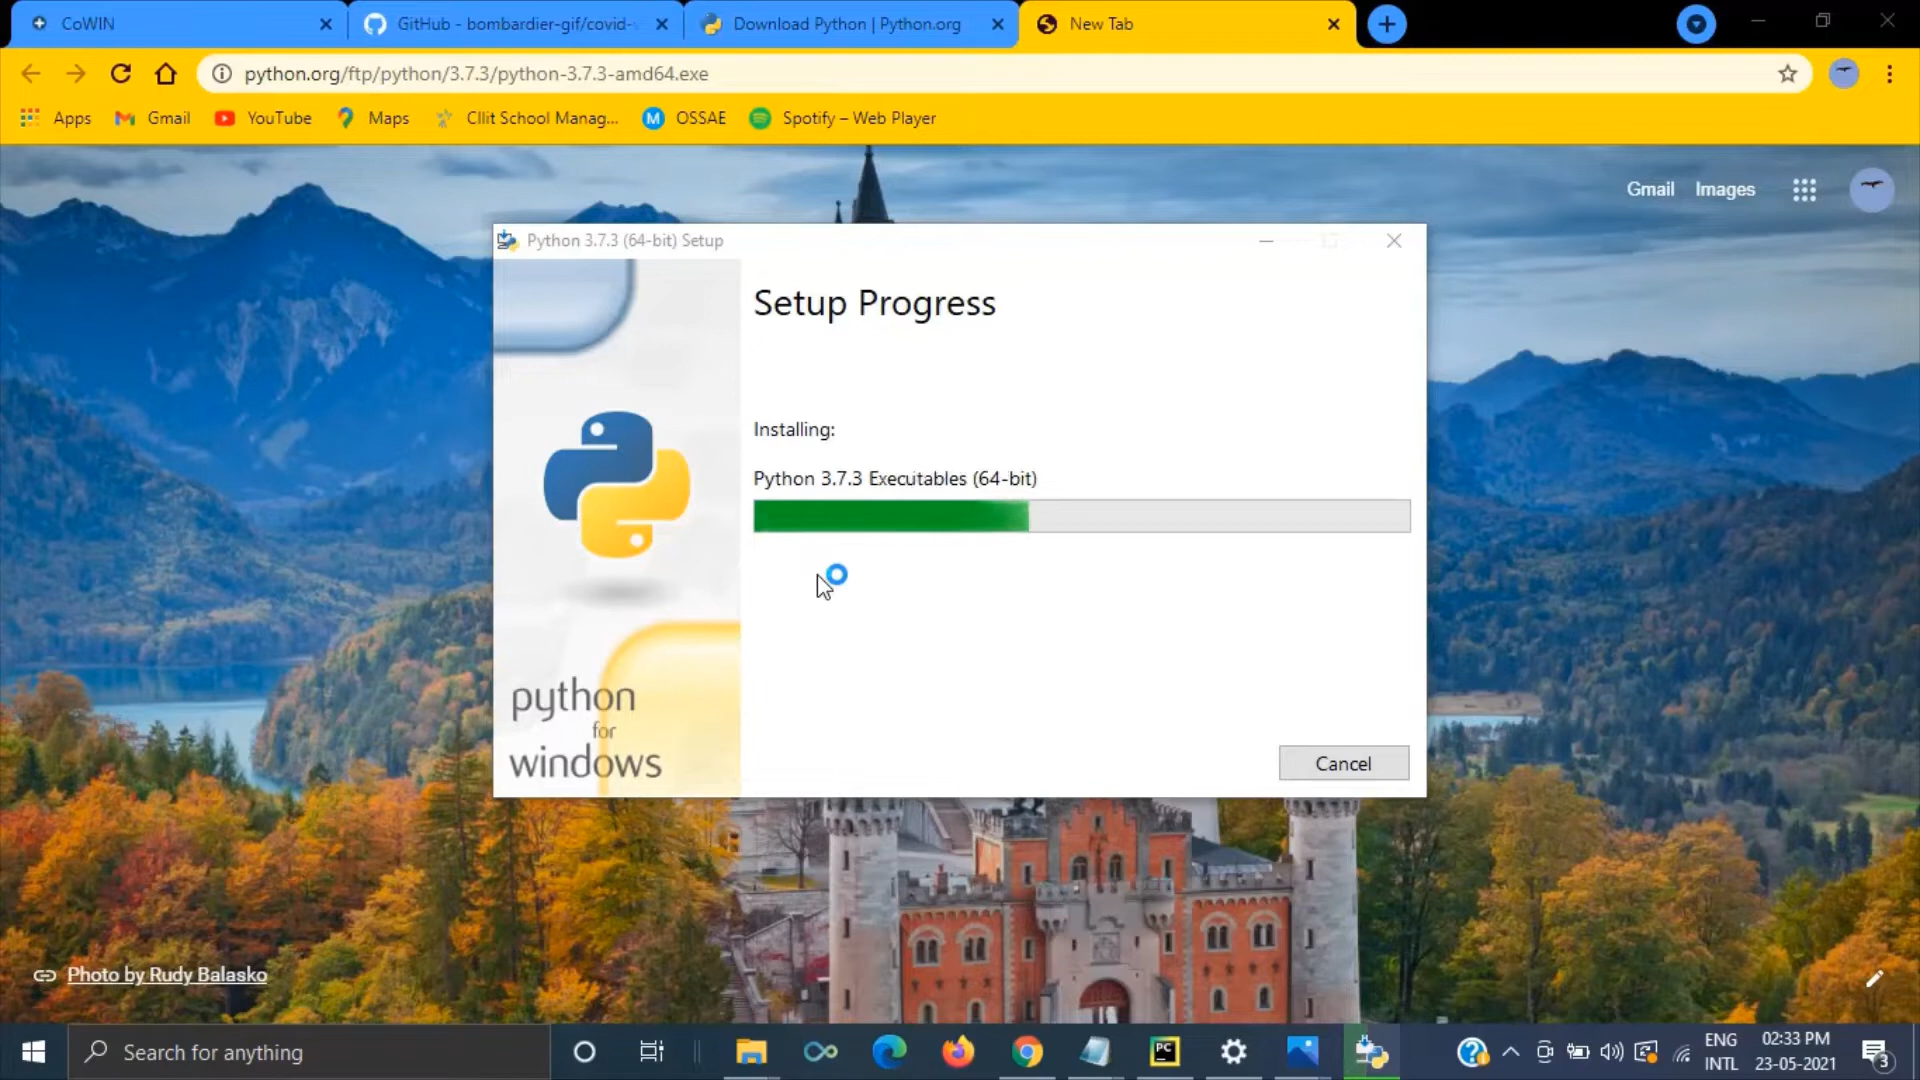 CoWIN
GitHub - bombardier-gif/covid-v
Download Python | Python.org
New Tab
python.org/ftp/python/3.7.3/python-3.7.3-amd64.exe
Apps
Gmail
YouTube
Maps
Cllit School Manag...
M
OSSAE
Spotify – Web Player
Gmail
Images
Python 3.7.3 (64-bit) Setup
Setup Progress
Installing:
Python 3.7.3 Executables (64-bit)
python
for
windows
Cancel
Photo by Rudy Balasko
Search for anything
PC
ENG
INTL
02:33 PM
23-05-2021
3